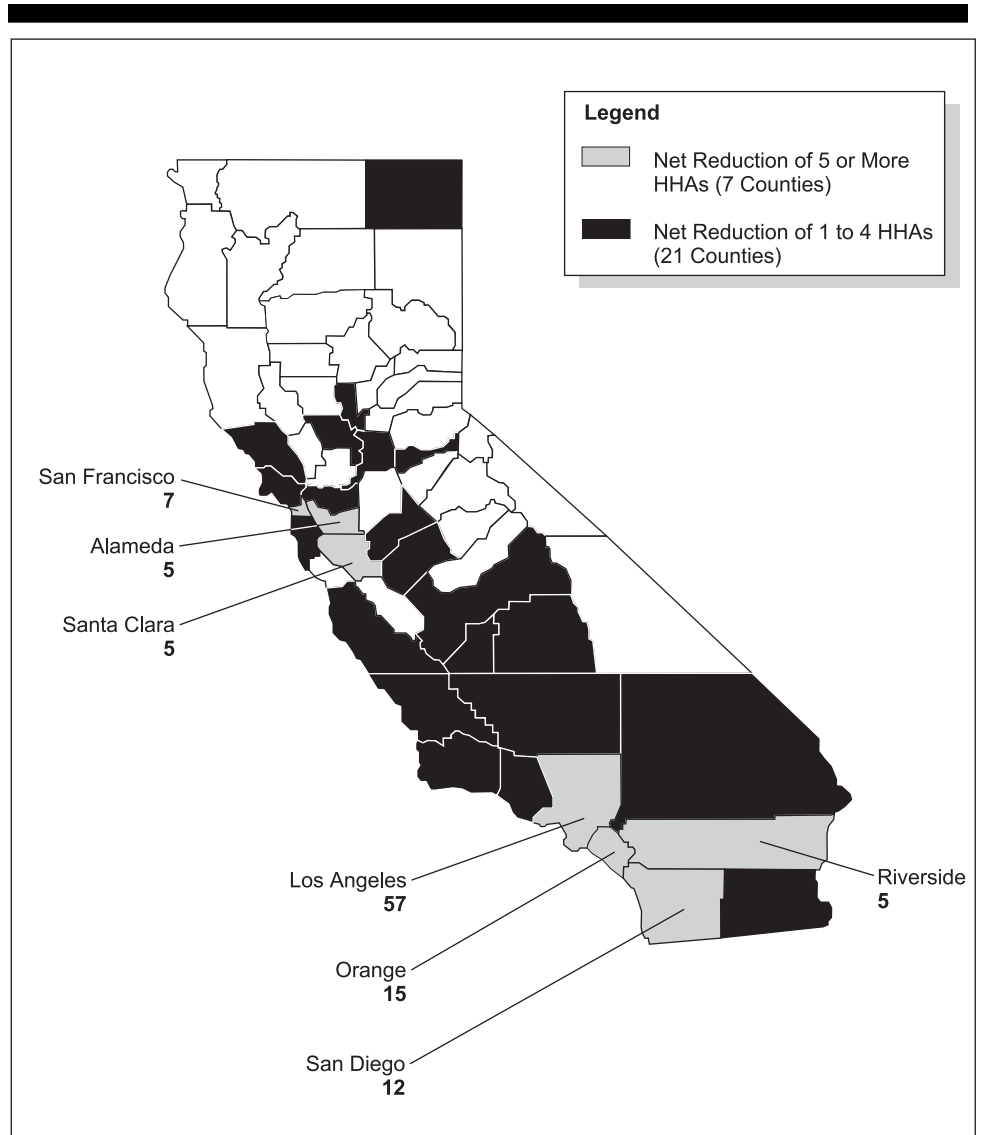 Legend
Net Reduction of 5 or More
HHAs (7 Counties)
Net Reduction of 1 to 4 HHAs
(21 Counties)
San Francisco
7
Alameda
5
Santa Clara
5
Los Angeles
57
Riverside
5
Orange
15
San Diego
12